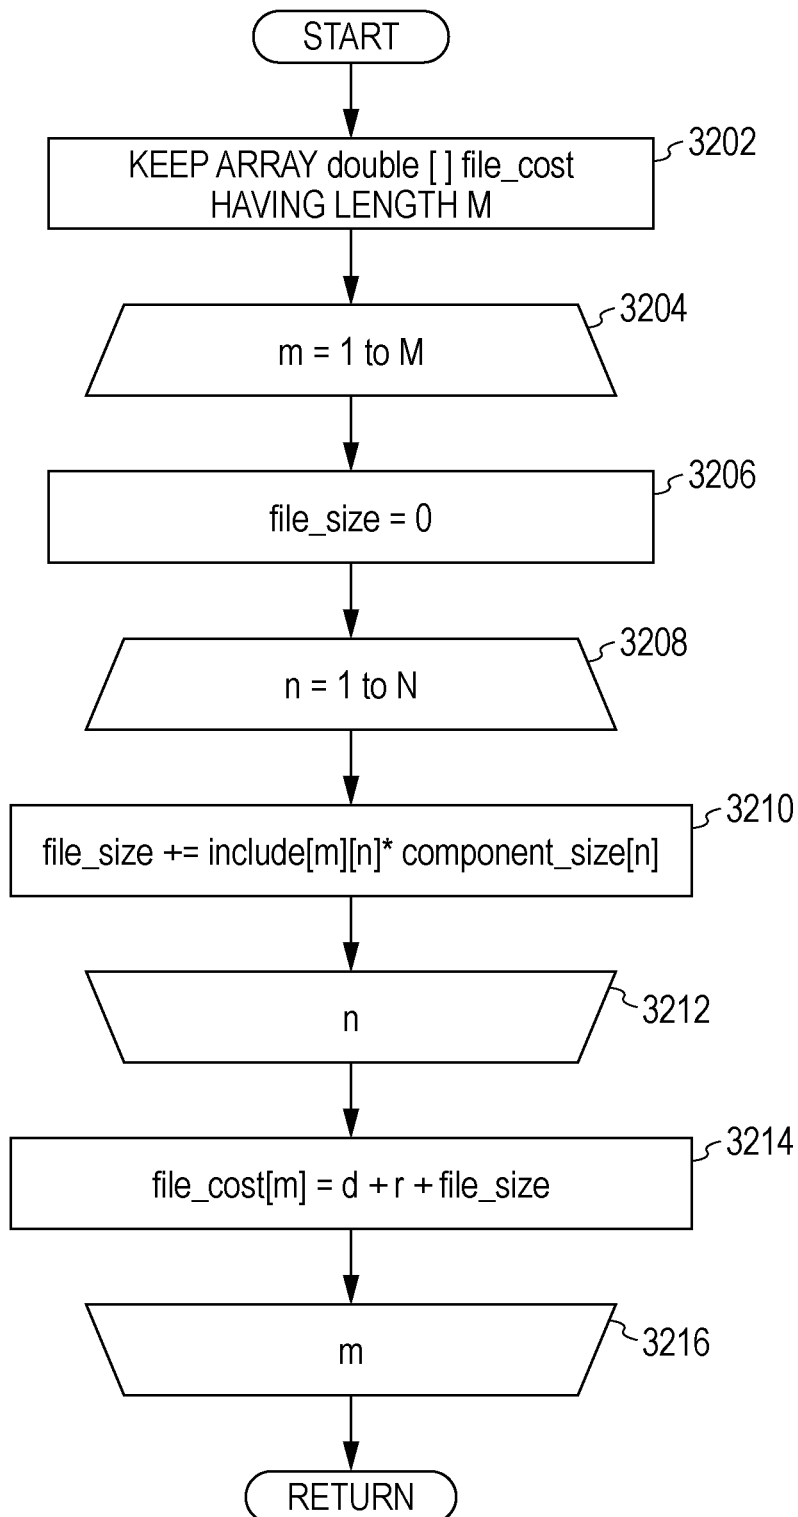 START
KEEP ARRAY double [ ] file_cost
HAVING LENGTH M
3202
m = 1 to M
3204
file_size = 0
3206
n = 1 to N
3208
file_size += include[m][n]* component_size[n]
3210
n
3212
file_cost[m] = d + r + file_size
3214
m
3216
RETURN